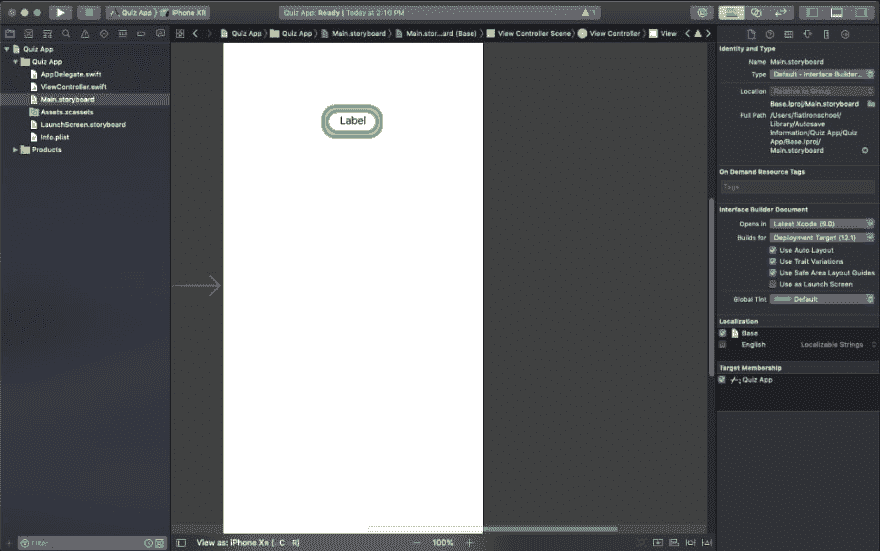 Quiz App
iPhone XR
Quiz App: Ready | Today at 2:10 PM
1
Quiz App
Quiz App
Main.storyboard
Main.stor...ard (Base)
View Controller Scene
View Controller
View
Quiz App
Quiz App
AppDelegate.swift
ViewController.swift
Main.storyboard
Assets.xcassets
LaunchScreen.storyboard
Info.plist
Products
Label
Identity and Type
Name Main.storyboard
Type Default - Interface Builder...
Location Relative to Group
Base.lproj/Main.storyboard
Full Path /Users/flatironschool/
Library/Autosave
Information/Quiz App/Quiz
App/Base.lproj/
Main.storyboard
On Demand Resource Tags
Tags
Interface Builder Document
Opens in Latest Xcode (9.0)
Builds for Deployment Target (12.1)
Use Auto Layout
Use Trait Variations
Use Safe Area Layout Guides
Use as Launch Screen
Global Tint Default
Localization
Base
English Localizable Strings
Target Membership
Quiz App
Filter
View as: iPhone XR (
C
R)
100%